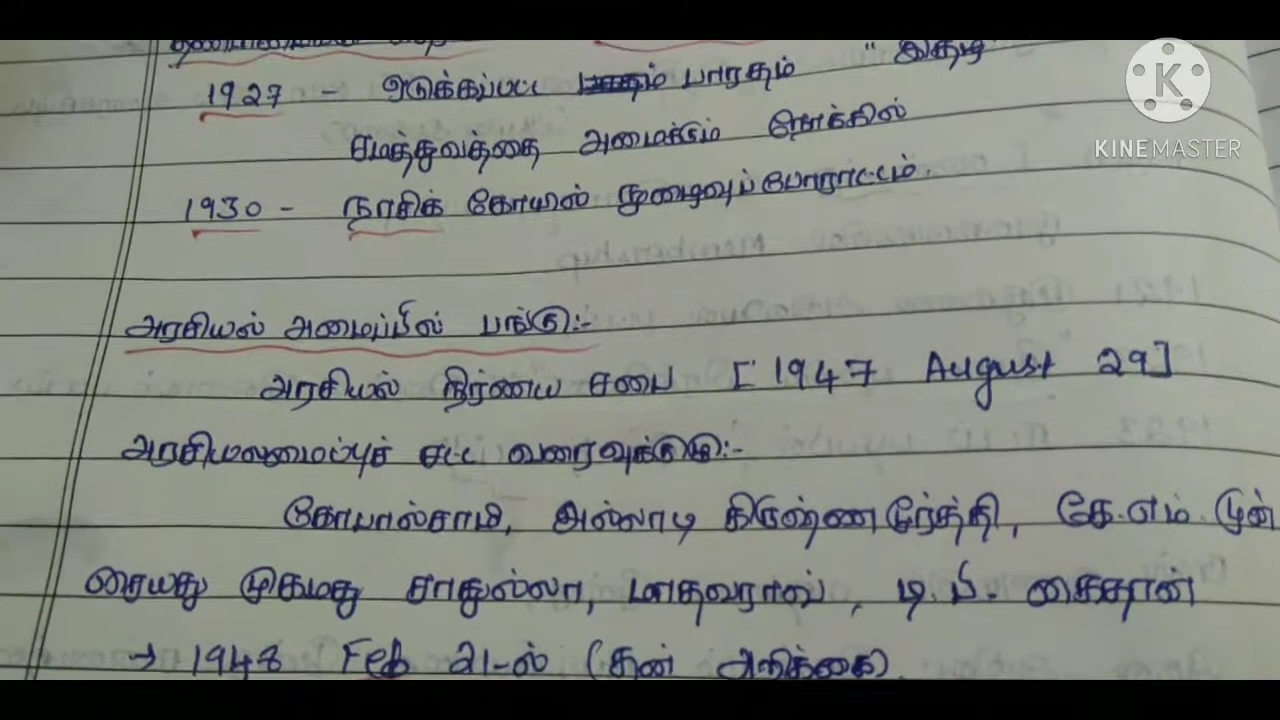 1927 - ஒடுக்கப்பட்ட பாரதம் "
சமத்துவத்தை அமைக்கும் நோக்கில்
1930 - நாசிக் கோயில் நுழைவுப் போராட்டம்.
அரசியல் அமைப்பில் பங்கு:-
அரசியல் நிர்ணய சபை [ 1947 August 29]
அரசியலமைப்புச் சட்ட வரைவுக்குழு:-
கோபால்சாமி, அல்லாடி கிருஷ்ண மூர்த்தி, கே.எம். முன்
சையது முகமது சாதுல்லா, மாதவராவ், டி.பி. கைதான்
→ 1948 Feb 21-ல் (தன் அறிக்கை)
KINEMASTER